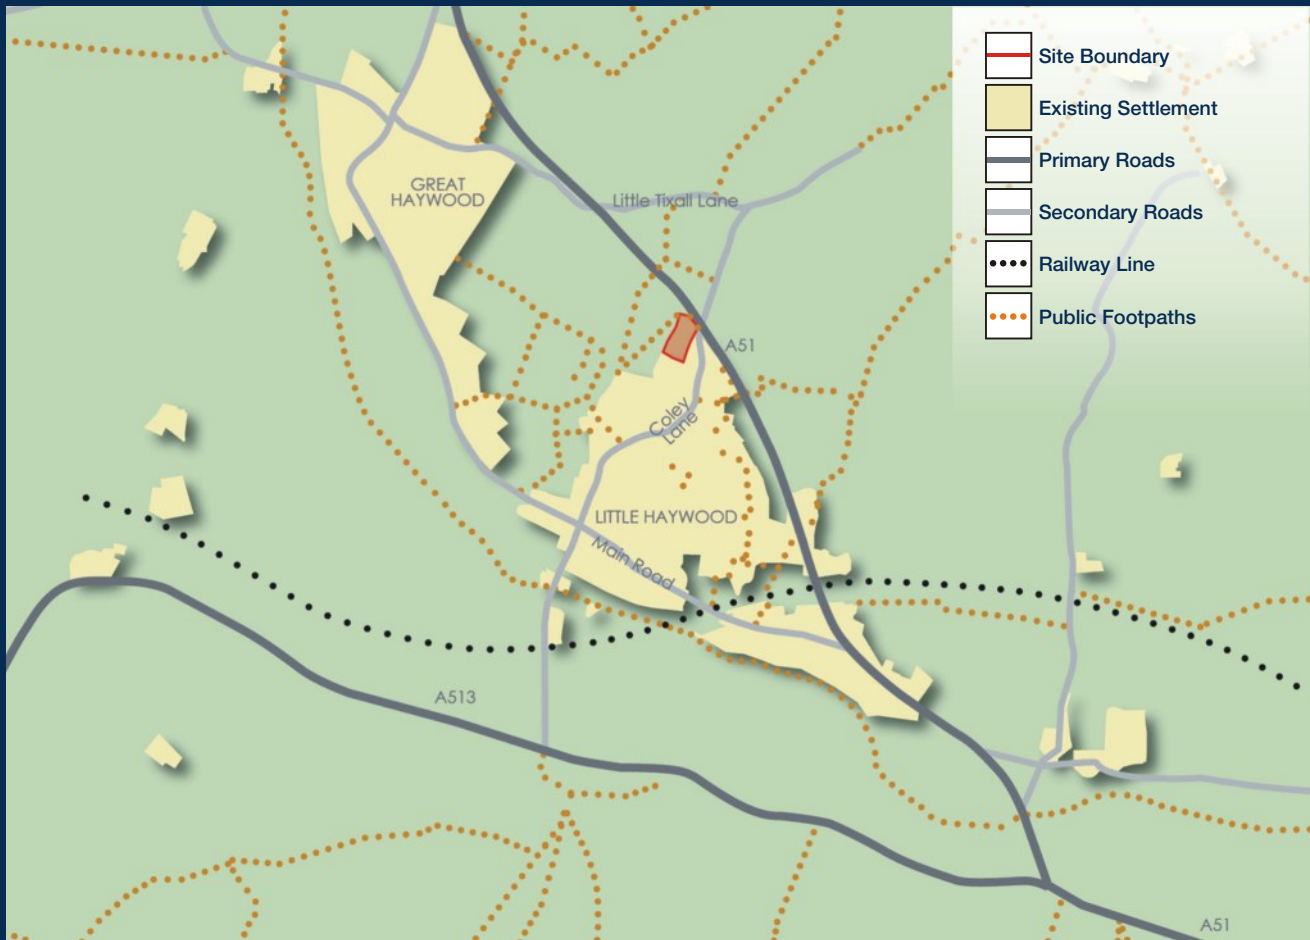 Site Boundary
Existing Settlement
Primary Roads
Secondary Roads
Railway Line
Public Footpaths
GREAT
HAYWOOD
Little Tixall Lane
A51
Coley
Lane
LITTLE HAYWOOD
Main Road
A513
A51